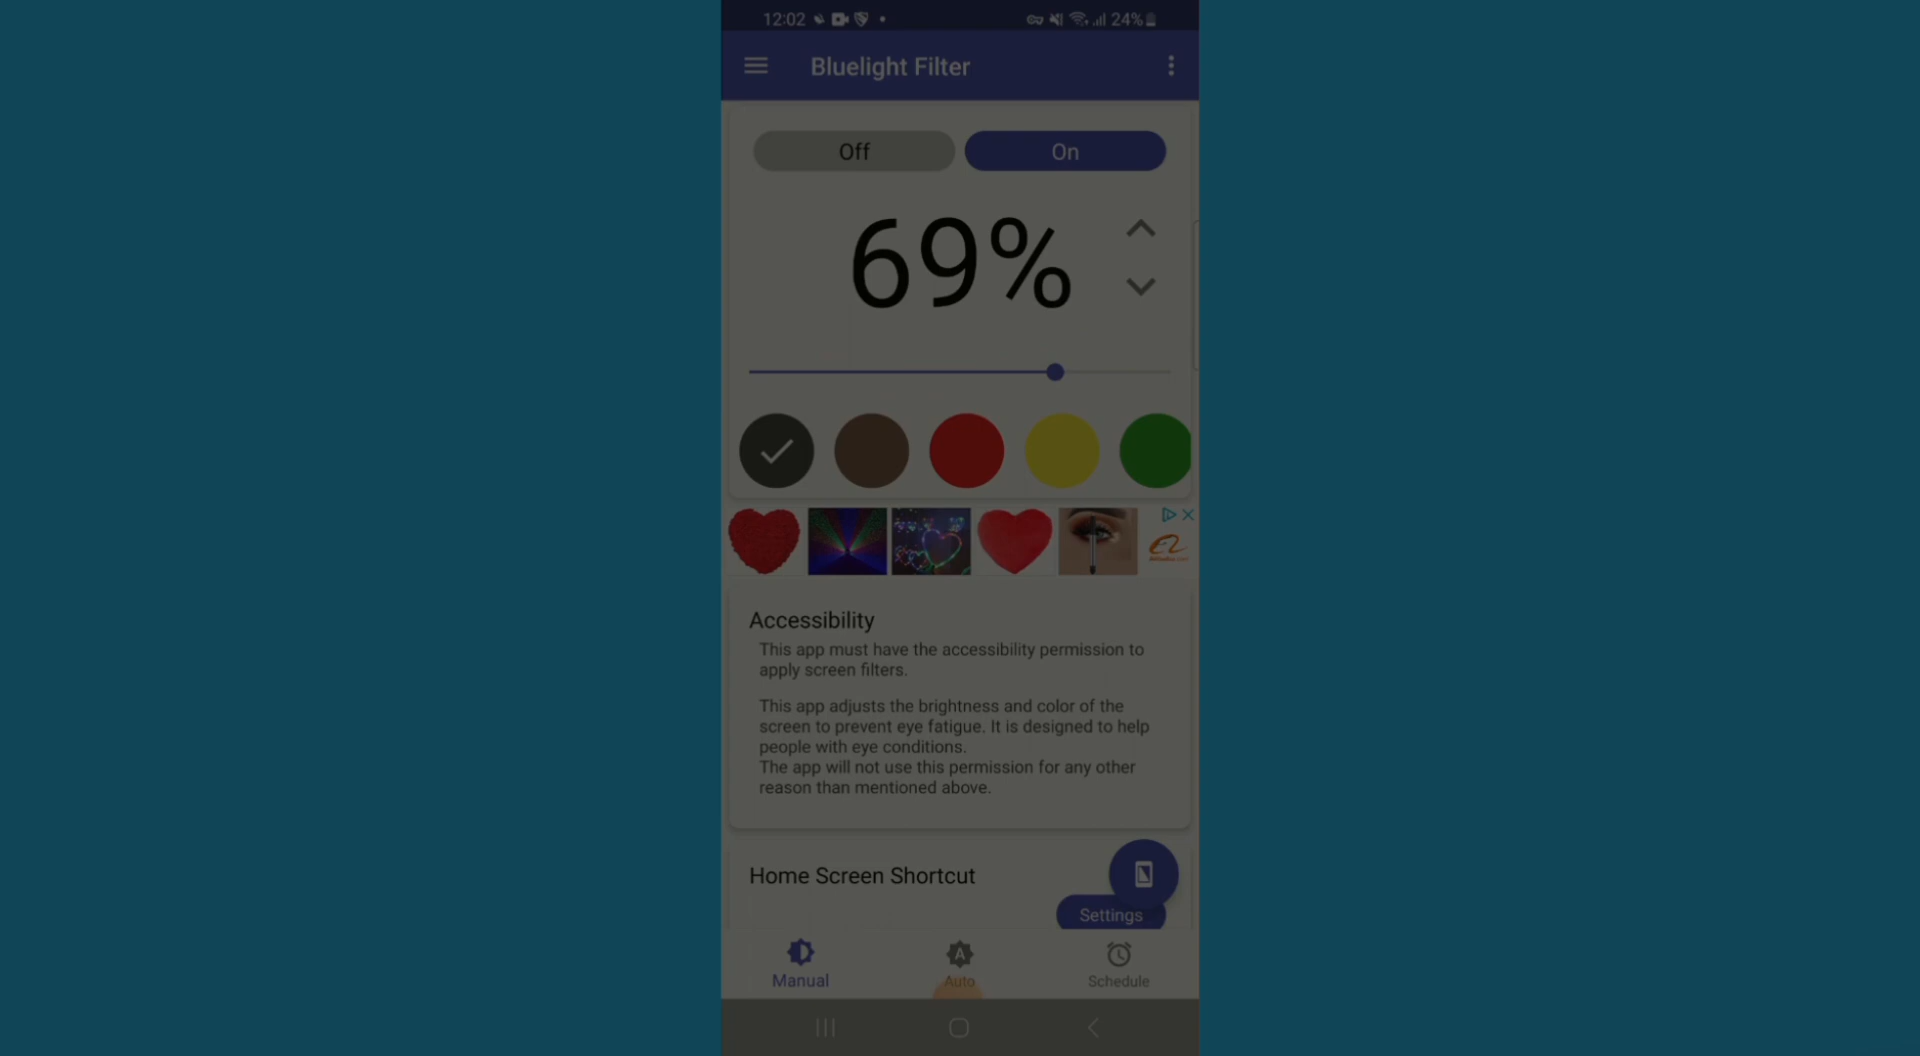 12:02
24%
Bluelight Filter
Off
On
69%
Accessibility
This app must have the accessibility permission to
apply screen filters.
This app adjusts the brightness and color of the
screen to prevent eye fatigue. It is designed to help
people with eye conditions.
The app will not use this permission for any other
reason than mentioned above.
Home Screen Shortcut
Settings
A
Manual
Auto
Schedule